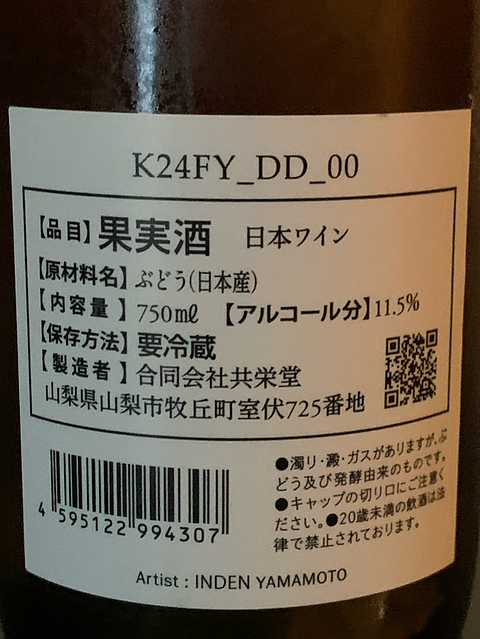 K24FY_DD_00
【品目】果実酒 日本ワイン
【原材料名】ぶどう(日本産)
【内容量】750㎖ 【アルコール分】11.5%
【保存方法】要冷蔵
【製造者】合同会社共栄堂
山梨県山梨市牧丘町室伏725番地
●濁り・澱・ガスがありますが、ぶ
どう及び発酵由来のものです。
●キャップの切り口にご注意く
ださい。●20歳未満の飲酒は法
律で禁止されております。
4 595122 994307
Artist : INDEN YAMAMOTO